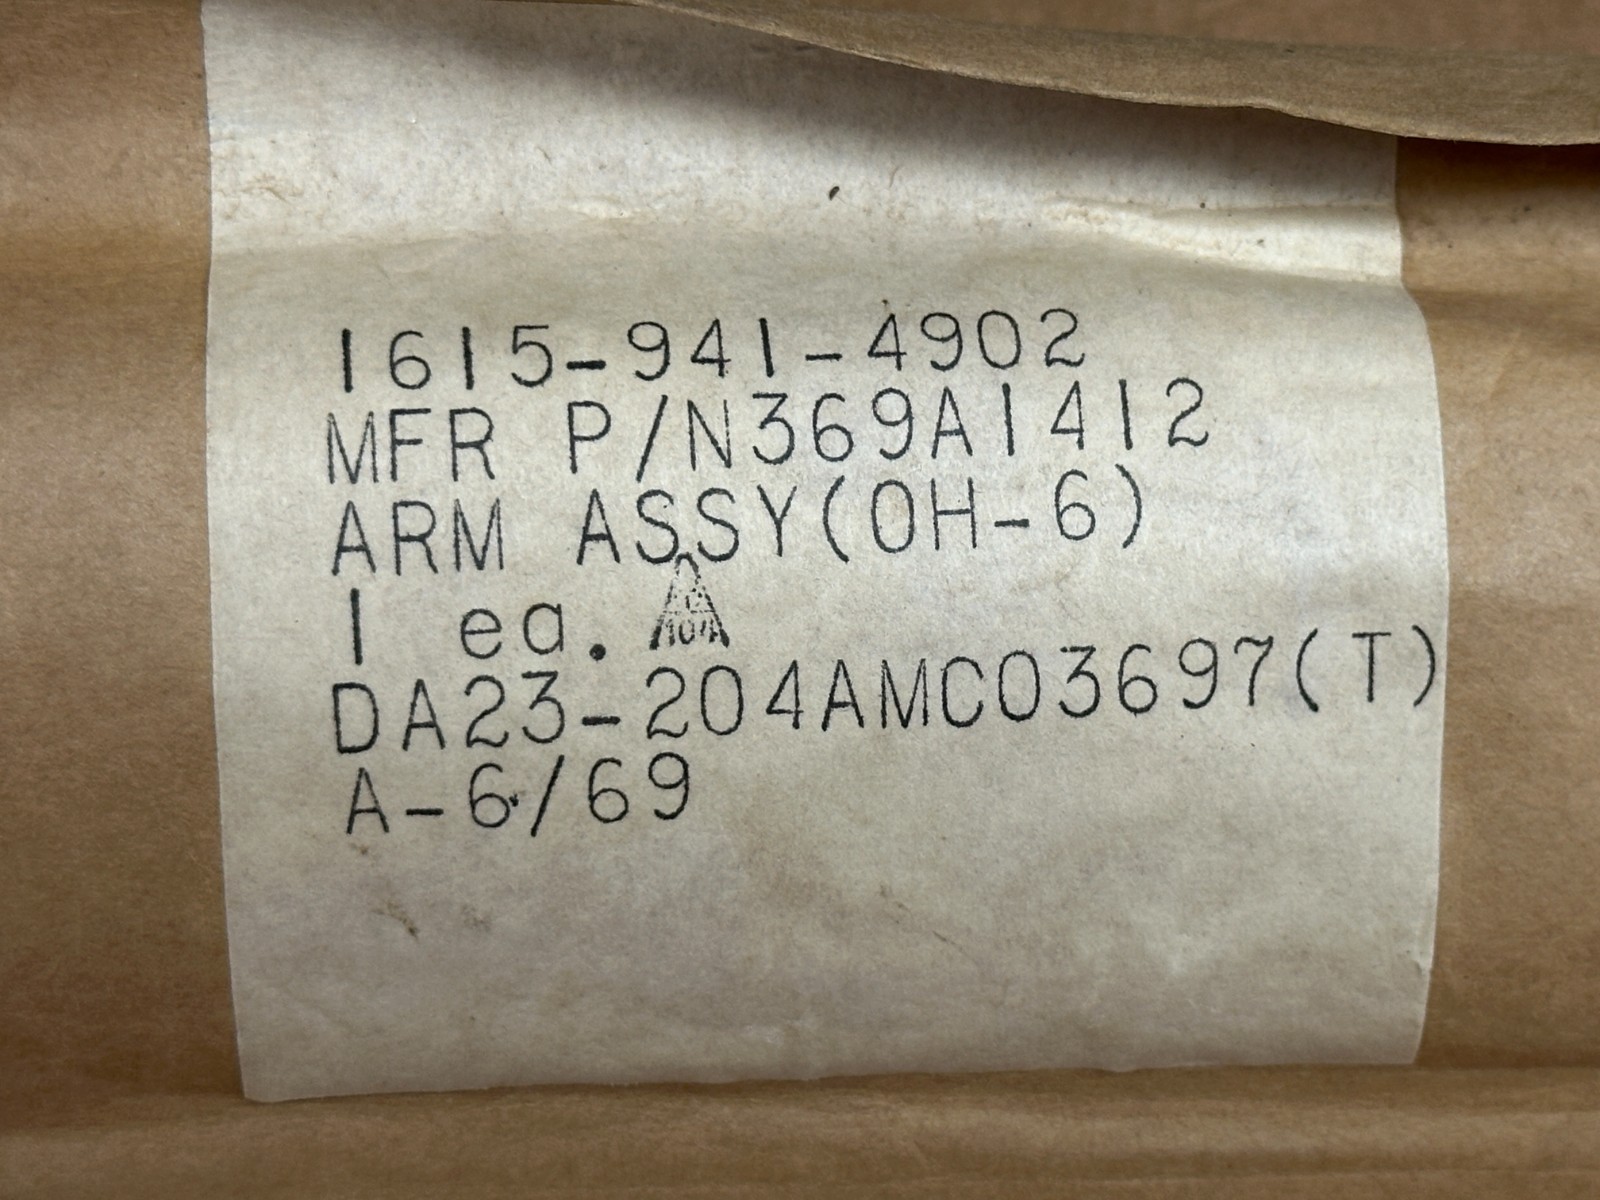 1615-941-4902
MFR P/N369A1412
ARM ASSY(OH-6)
1 ea.
DA23-204AMC03697(T)
A-6/69